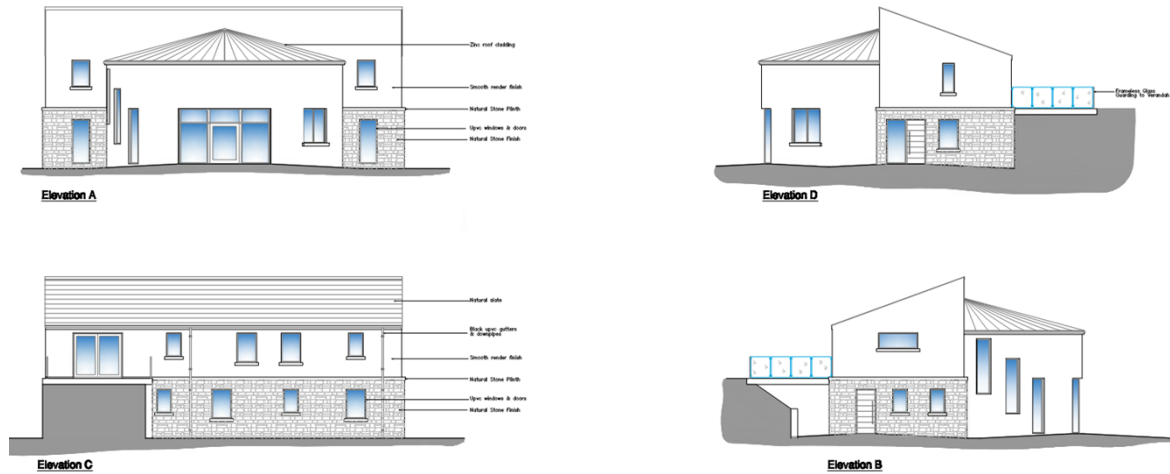 Zinc roof cladding
Smooth render finish
Natural Stone Plinth
Upvc windows & doors
Natural Stone Finish
Elevation A
Frameless Glass
Guarding to Verandah
Elevation D
Natural slate
Black upvc gutters
& downpipes
Smooth render finish
Natural Stone Plinth
Upvc windows & doors
Natural Stone Finish
Elevation C
Elevation B